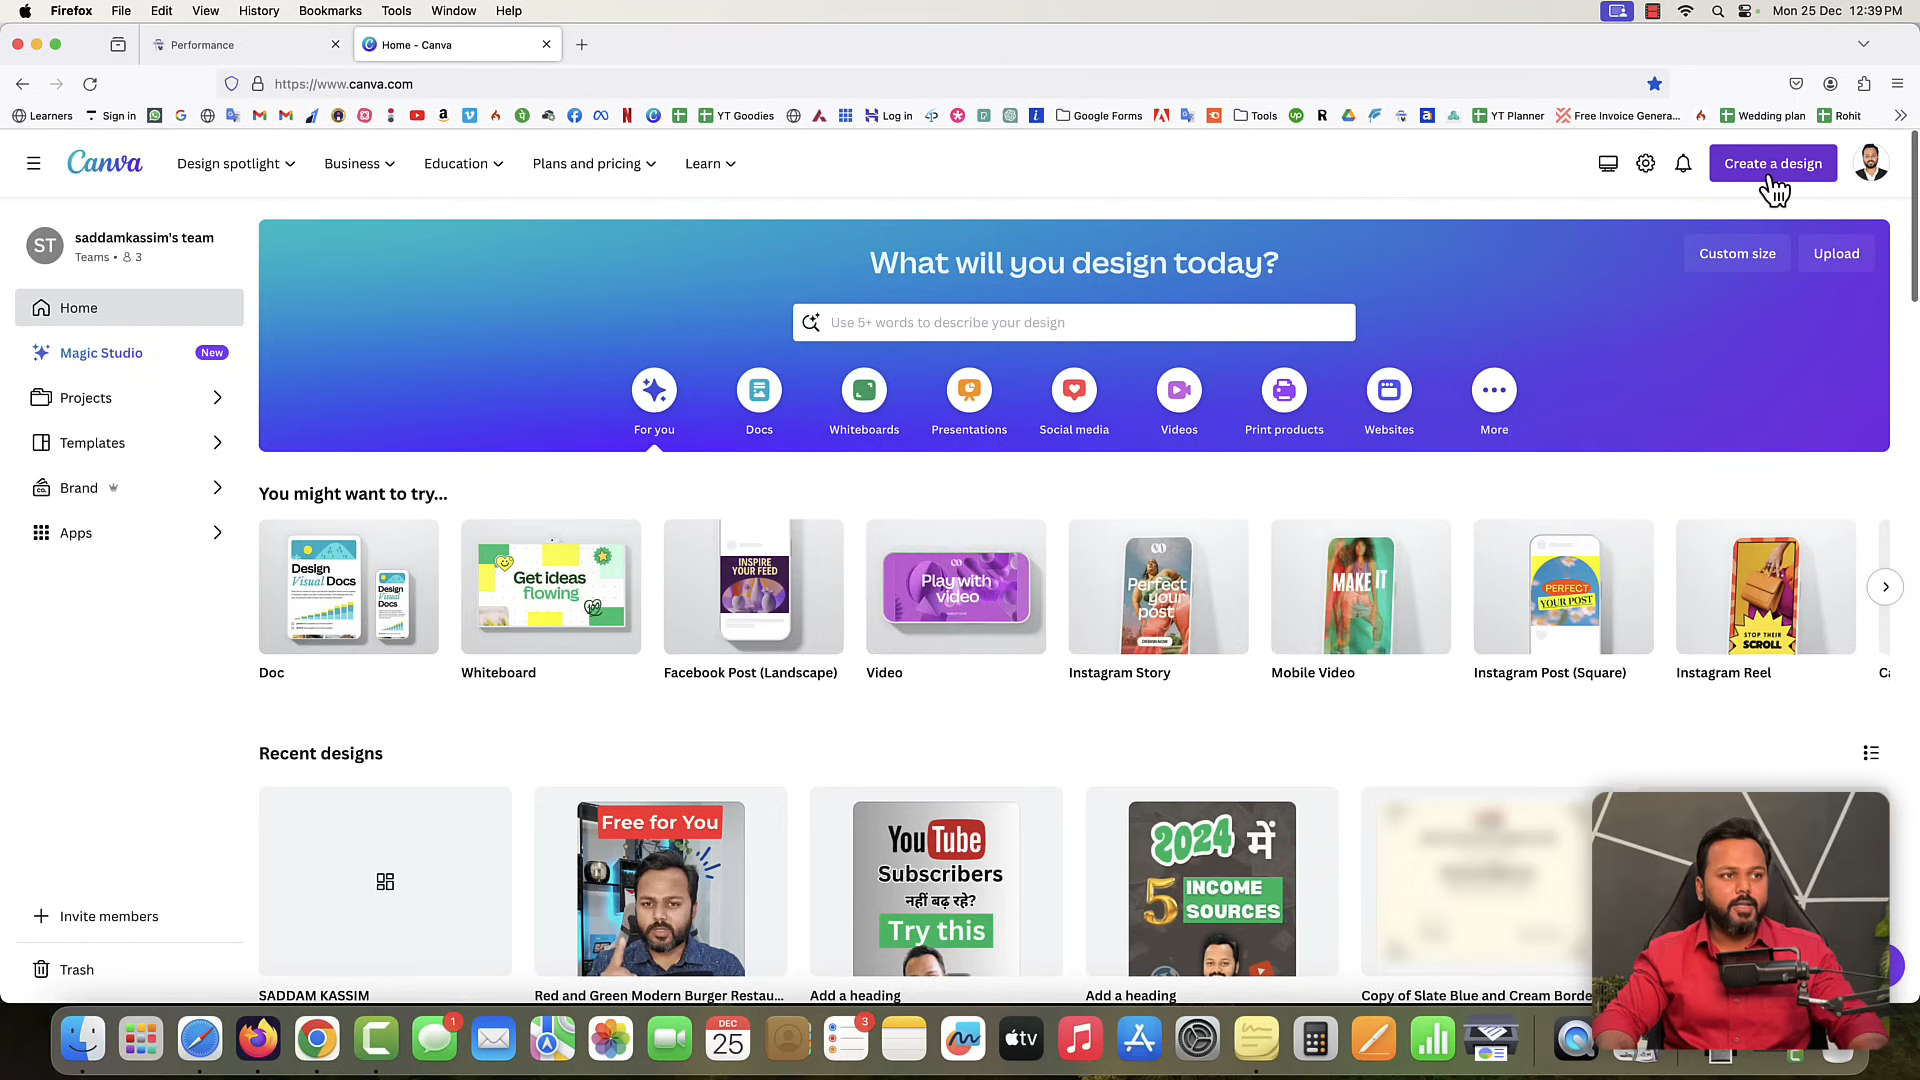 Firefox File Edit View History Bookmarks Tools Window Help
Mon 25 Dec 12:39 PM
Performance
Home - Canva
https://www.canva.com
Learners
Sign in
YT Goodies
Log in
Google Forms
Tools
YT Planner
Free Invoice Genera...
Wedding plan
Rohit
Canva
Design spotlight
Business
Education
Plans and pricing
Learn
Create a design
ST
saddamkassim's team
Teams • 3
Home
Magic Studio
New
Projects
Templates
Brand
Apps
Invite members
Trash
What will you design today?
Custom size
Upload
Use 5+ words to describe your design
For you
Docs
Whiteboards
Presentations
Social media
Videos
Print products
Websites
More
You might want to try...
Design
Visual Docs
Design
Visual
Docs
Get ideas
flowing
100
INSPIRE
YOUR FEED
Play with
video
Perfect
your
post
DESIGN NOW
MAKE IT
PERFECT
YOUR POST
STOP THEIR
SCROLL
Doc
Whiteboard
Facebook Post (Landscape)
Video
Instagram Story
Mobile Video
Instagram Post (Square)
Instagram Reel
Recent designs
Free for You
YouTube
Subscribers
नहीं बढ़ रहे?
Try this
2024 में
5 INCOME
SOURCES
SADDAM KASSIM
Red and Green Modern Burger Restau...
Add a heading
Add a heading
Copy of Slate Blue and Cream Borde
1
DEC
25
3
tv